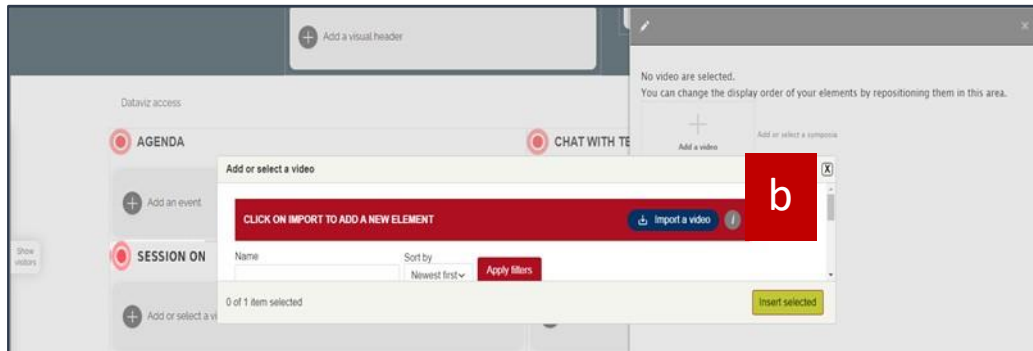 Add a visual header
No video are selected.
You can change the display order of your elements by repositioning them in this area.
Dataviz access
Add a video
Add or select a
AGENDA
CHAT WITH TE
Add or select a video
X
b
Add an event
CLICK ON IMPORT TO ADD A NEW ELEMENT
Import a video
i
Show
visitors
SESSION ON
Name
Sort by
Newest first
Apply filters
0 of 1 item selected
Insert selected
Add or select a vi